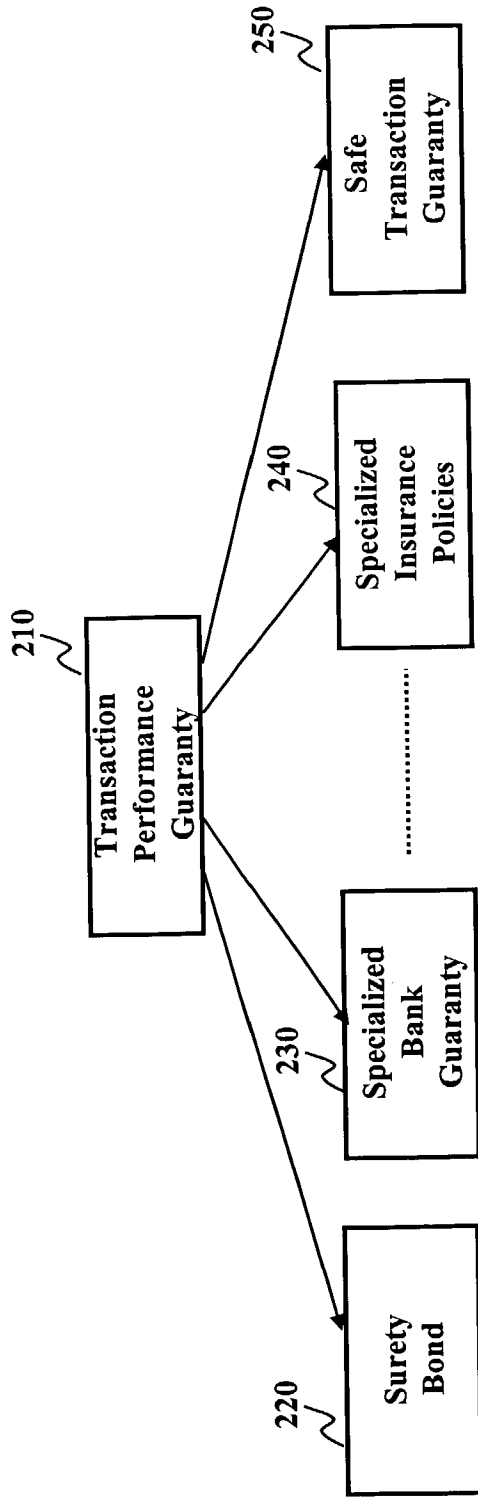 210
Transaction
Performance
Guaranty
220
Surety
Bond
230
Specialized
Bank
Guaranty
240
Specialized
Insurance
Policies
250
Safe
Transaction
Guaranty